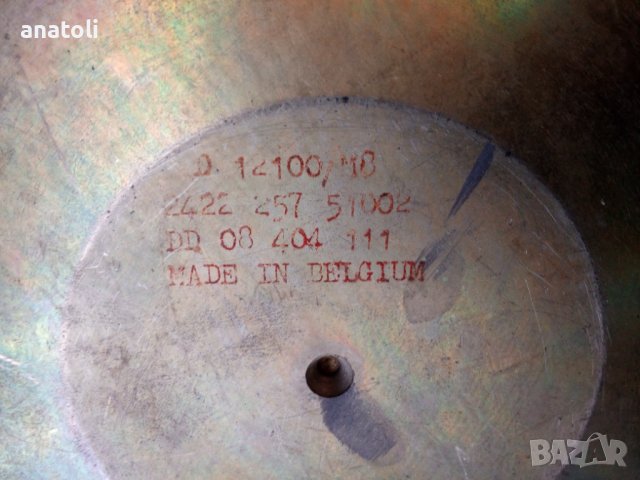 anatoli
D 12100/M8
2422 257 51002
DD 08 404 111
MADE IN BELGIUM
BAZAR